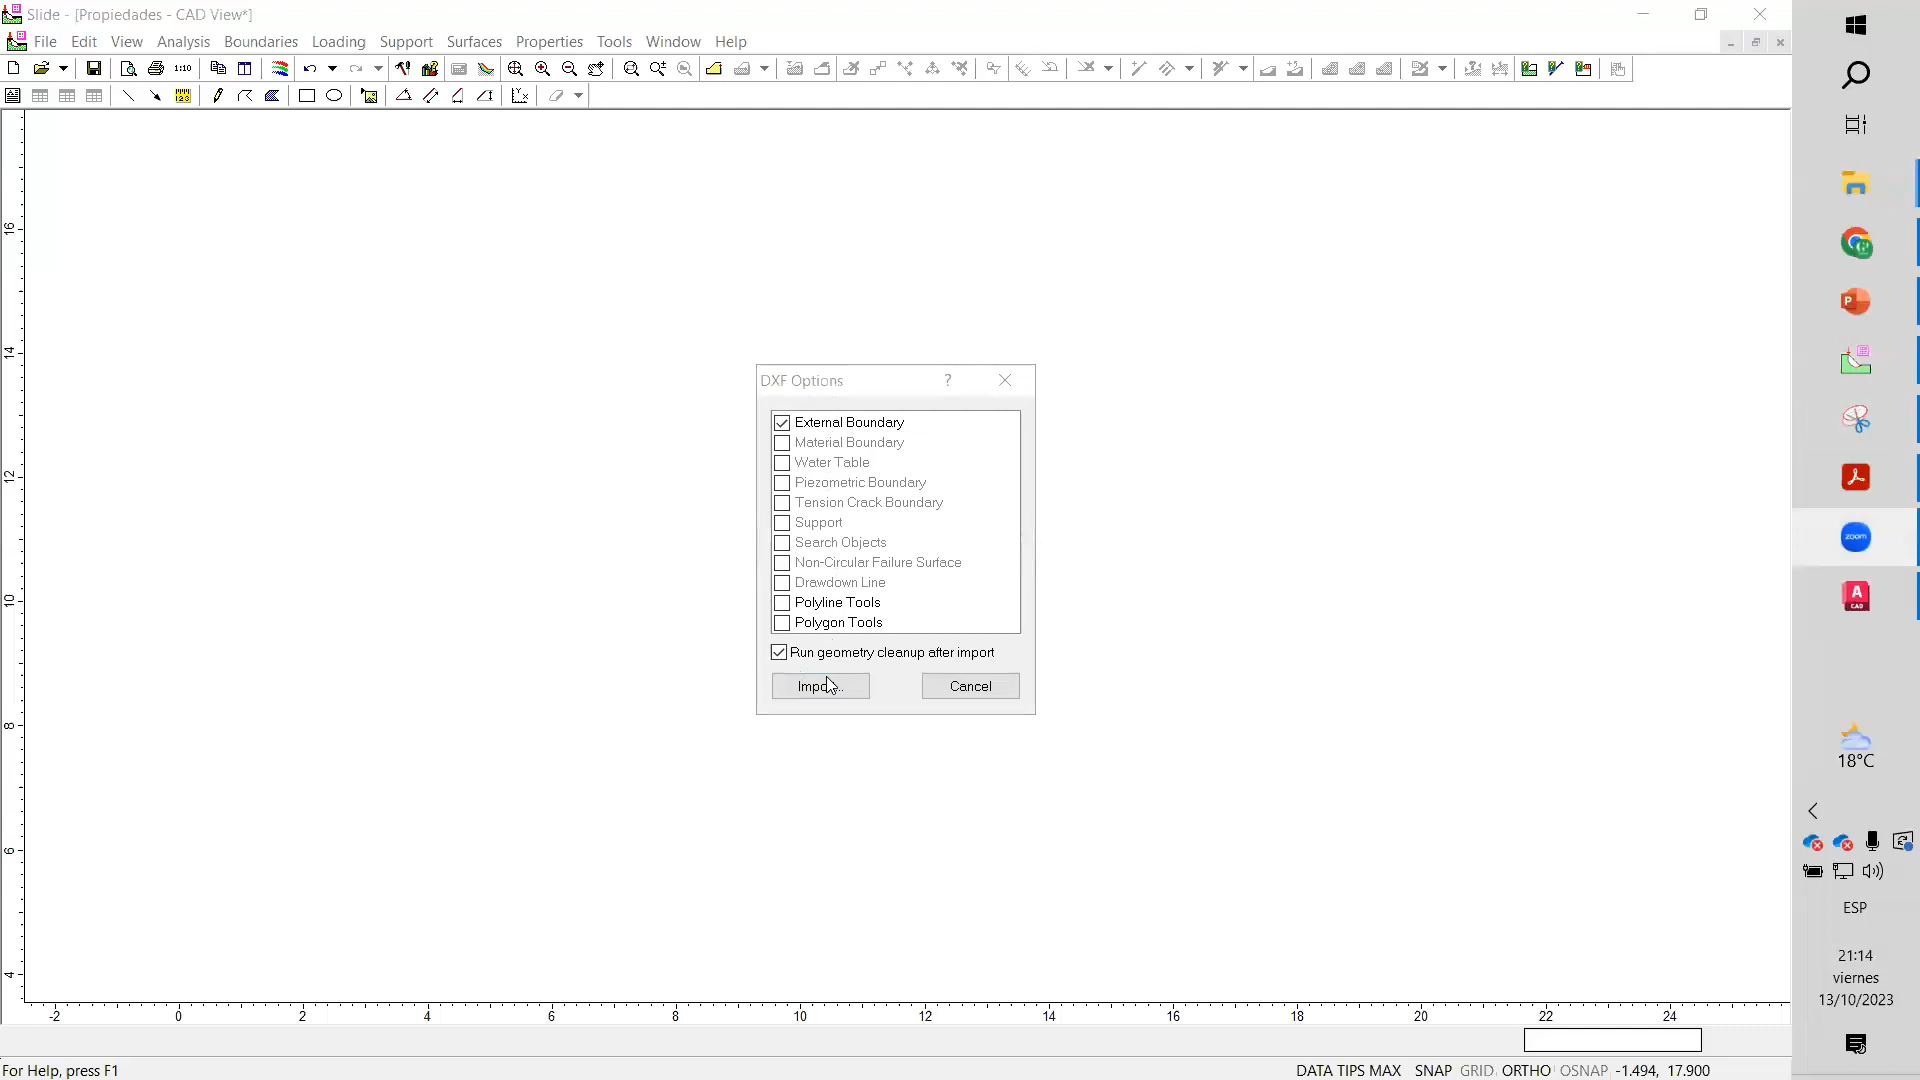 Slide - [Propiedades - CAD View*]
File Edit View Analysis Boundaries Loading Support Surfaces Properties Tools Window Help
1:10
DXF Options ?
External Boundary
Material Boundary
Water Table
Piezometric Boundary
Tension Crack Boundary
Support
Search Objects
Non-Circular Failure Surface
Drawdown Line
Polyline Tools
Polygon Tools
Run geometry cleanup after import
Cancel
16
14
12
10
8
6
4
-2 0 2 4 6 8 10 12 14 16 18 20 22 24
For Help, press F1
DATA TIPS MAX SNAP GRID ORTHO OSNAP -1.494, 17.900
zoom
A
CAD
18°C
ESP
21:14
viernes
13/10/2023